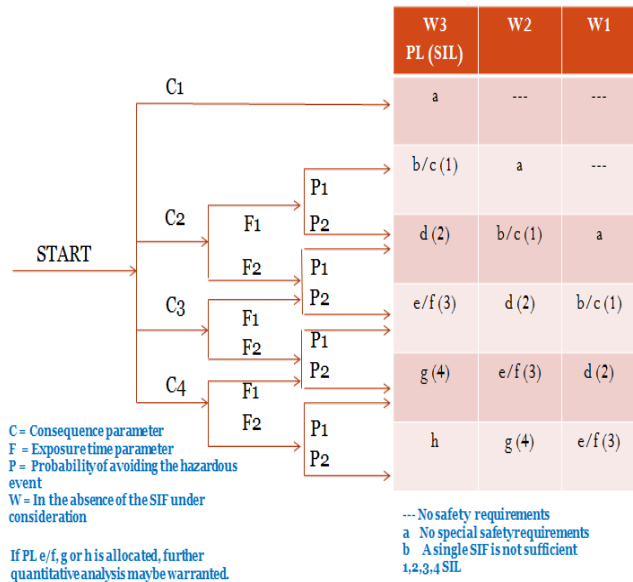 W3 W2 W1
PL (SIL)
C1
a --- ---
b/c (1) a ---
P1
C2 F1 P2
d (2) b/c (1) a
START
F2 P1
P2
C3 e/f (3) d (2) b/c (1)
F1
F2 P1
P2
C4 g (4) e/f (3) d (2)
F1
F2 P1
P2
h g (4) e/f (3)
C = Consequence parameter
F = Exposure time parameter
P = Probability of avoiding the hazardous
event
W = In the absence of the SIF under
consideration
If PL e/f, g or h is allocated, further
quantitative analysis maybe warranted.
--- No safety requirements
a No special safetyrequirements
b A single SIF is not sufficient
1,2,3,4 SIL